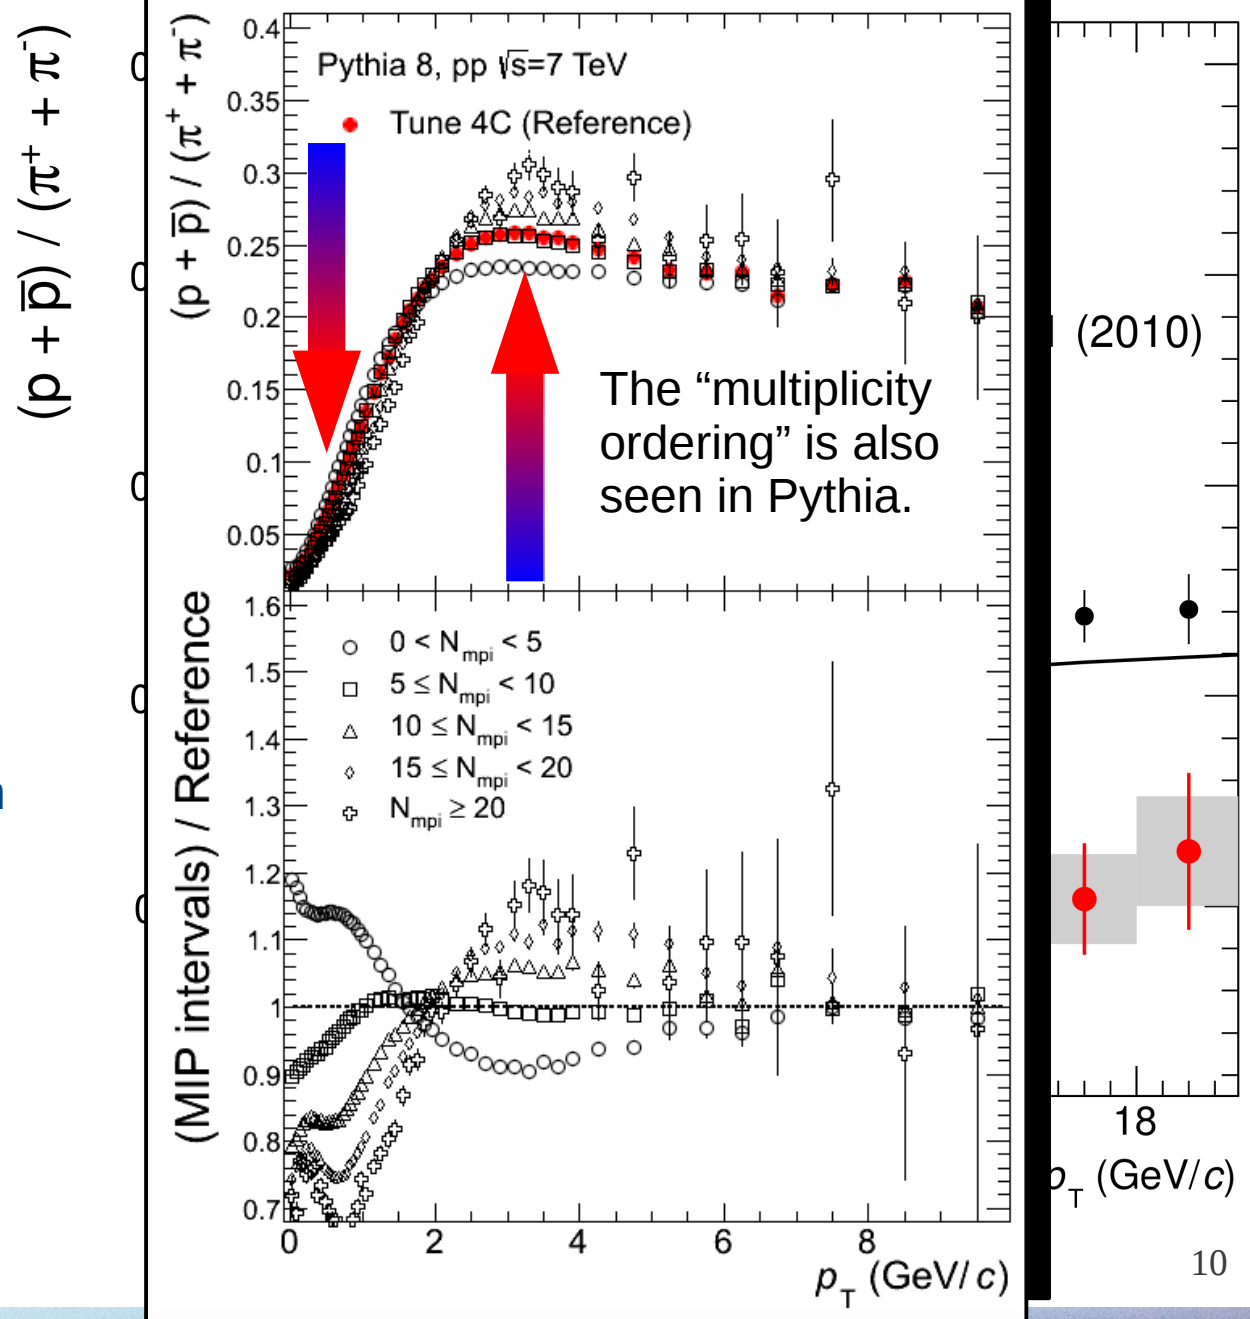 (p + p̅) / (π⁺ + π⁻)
(p + p̅) / (π⁺ + π⁻)
0.4
0.35
0.3
0.25
0.2
0.15
0.1
0.05
Pythia 8, pp √s=7 TeV
Tune 4C (Reference)
The “multiplicity
ordering” is also
seen in Pythia.
(MIP intervals) / Reference
1.6
1.5
1.4
1.3
1.2
1.1
1
0.9
0.8
0.7
0 < N_mpi < 5
5 ≤ N_mpi < 10
10 ≤ N_mpi < 15
15 ≤ N_mpi < 20
N_mpi ≥ 20
0 2 4 6 8
p_T (GeV/c)
(2010)
18
p_T (GeV/c)
10